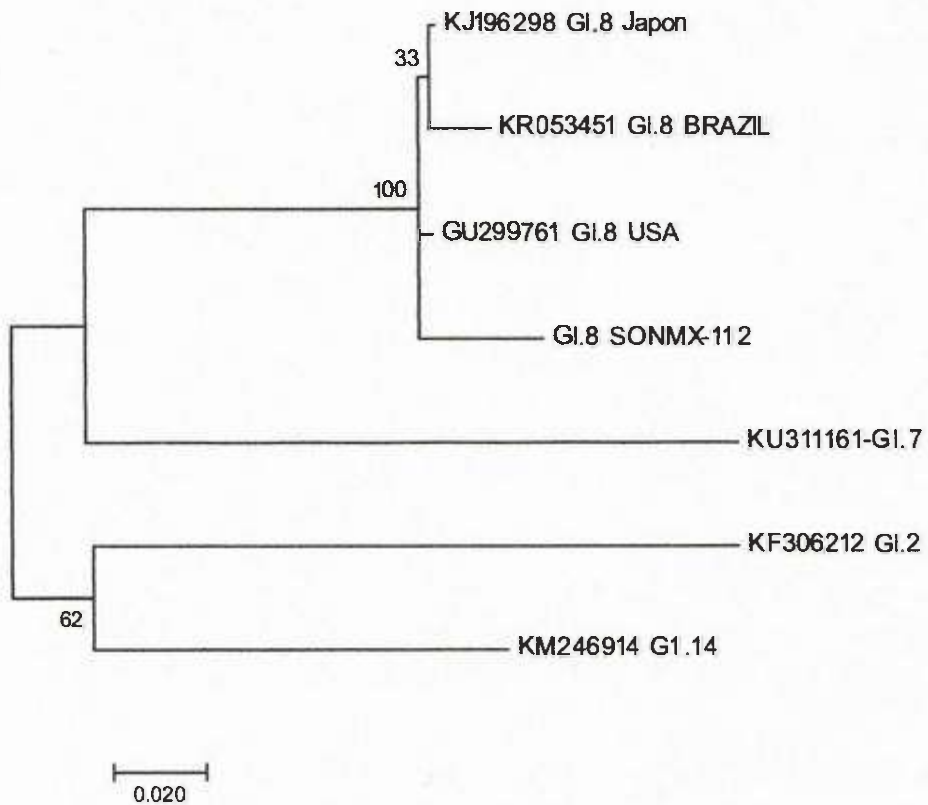 KJ196298 GI.8 Japon
33
KR053451 GI.8 BRAZIL
100
GU299761 GI.8 USA
GI.8 SONMX-112
KU311161-GI.7
KF306212 GI.2
62
KM246914 G1.14
0.020